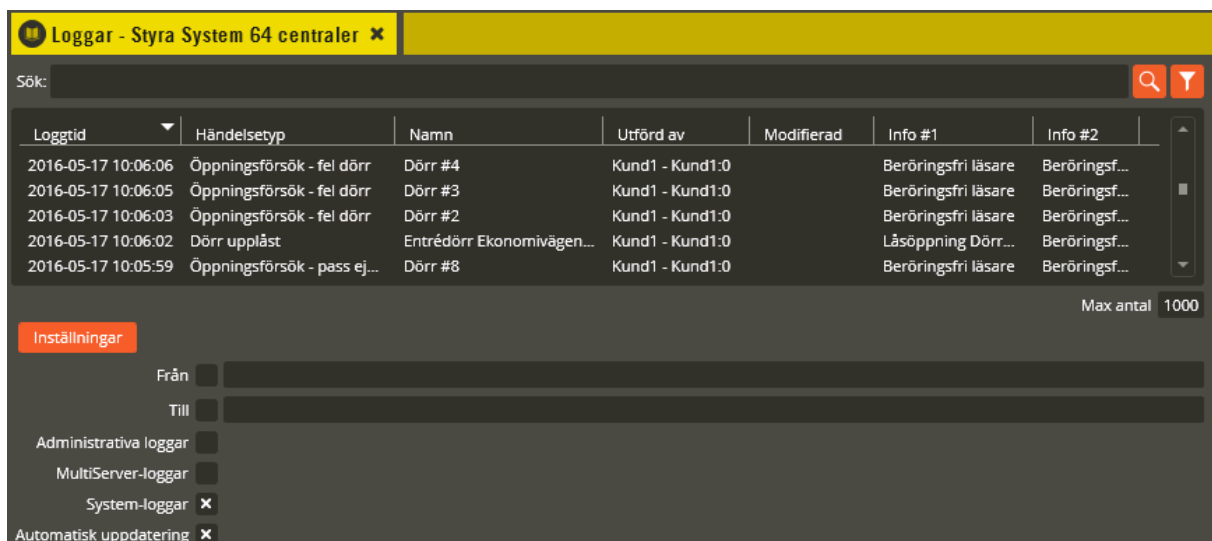 Loggar - Styra System 64 centraler ✖
Sök:
Loggtid Händelsetyp Namn Utförd av Modifierad Info #1 Info #2
2016-05-17 10:06:06 Öppningsförsök - fel dörr Dörr #4 Kund1 - Kund1:0 Beröringsfri läsare Beröringsf...
2016-05-17 10:06:05 Öppningsförsök - fel dörr Dörr #3 Kund1 - Kund1:0 Beröringsfri läsare Beröringsf...
2016-05-17 10:06:03 Öppningsförsök - fel dörr Dörr #2 Kund1 - Kund1:0 Beröringsfri läsare Beröringsf...
2016-05-17 10:06:02 Dörr upplåst Entrédörr Ekonomivägen... Kund1 - Kund1:0 Låsöppning Dörr... Beröringsf...
2016-05-17 10:05:59 Öppningsförsök - pass ej... Dörr #8 Kund1 - Kund1:0 Beröringsfri läsare Beröringsf...
Max antal 1000
Inställningar
Från
Till
Administrativa loggar
MultiServer-loggar
System-loggar ✖
Automatisk uppdatering ✖